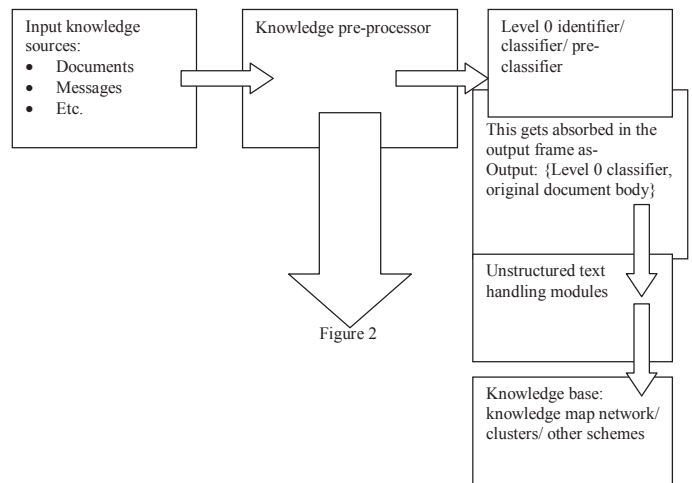 Input knowledge
sources:
• Documents
• Messages
• Etc.
Knowledge pre-processor
Level 0 identifier/
classifier/ pre-
classifier
This gets absorbed in the
output frame as-
Output: {Level 0 classifier,
original document body}
Unstructured text
handling modules
Figure 2
Knowledge base:
knowledge map network/
clusters/ other schemes